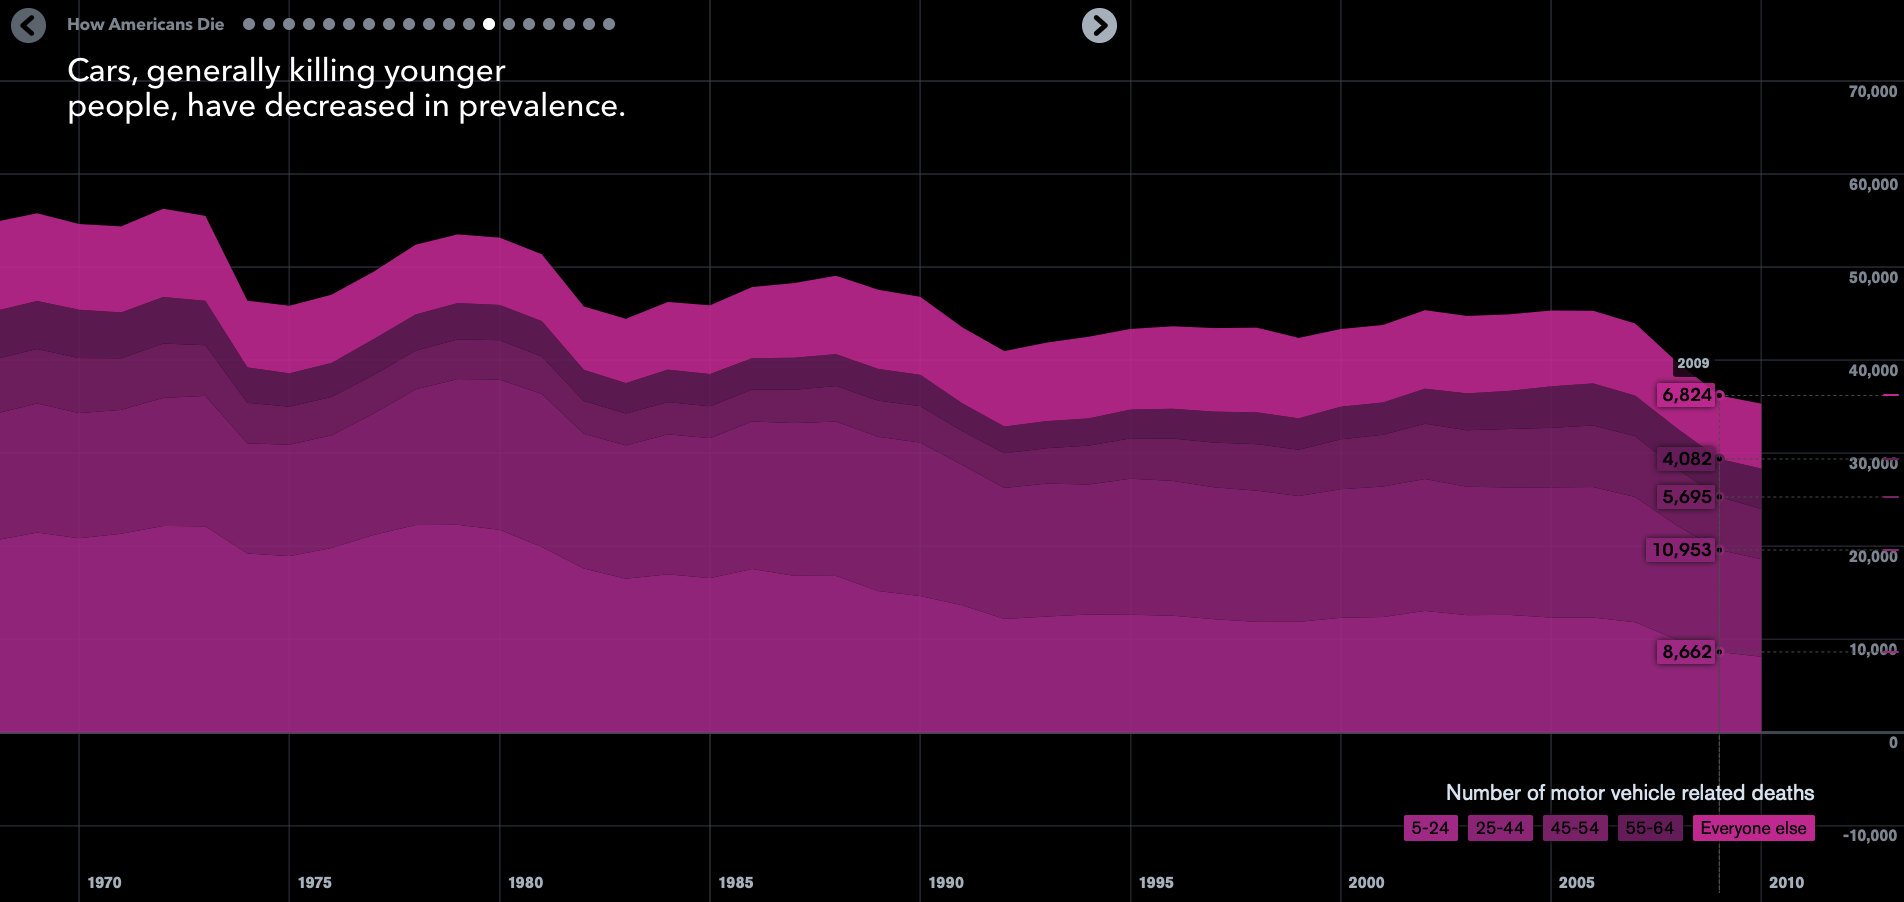 How Americans Die
Cars, generally killing younger
people, have decreased in prevalence.
70,000
60,000
50,000
40,000
30,000
20,000
10,000
0
-10,000
2009
6,824
4,082
5,695
10,953
8,662
Number of motor vehicle related deaths
5-24 25-44 45-54 55-64 Everyone else
1970 1975 1980 1985 1990 1995 2000 2005 2010